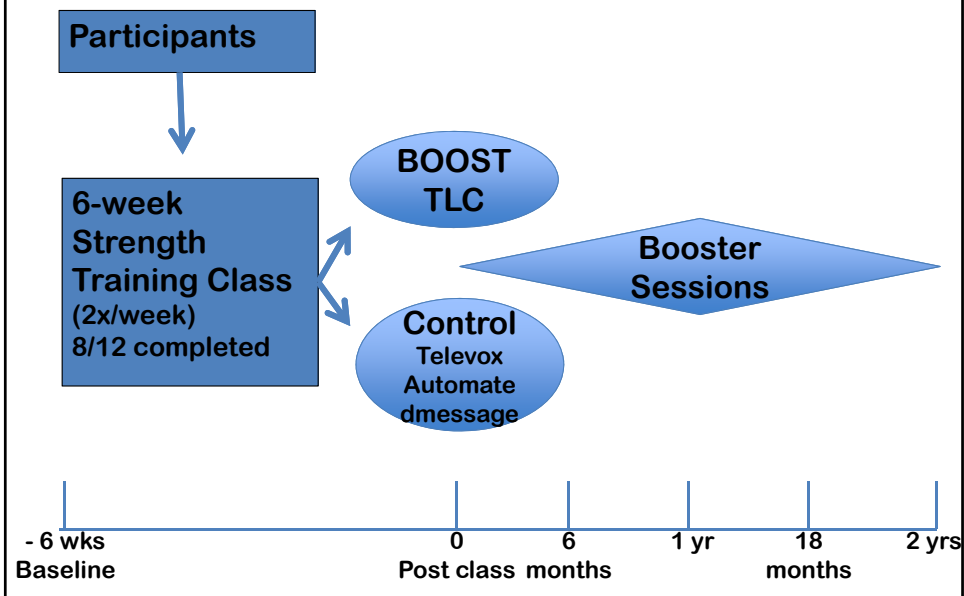 Participants
6-week
Strength
Training Class
(2x/week)
8/12 completed
BOOST
TLC
Control
Televox
Automate
dmessage
Booster
Sessions
- 6 wks
Baseline
0
Post class
6
months
1 yr
18
months
2 yrs